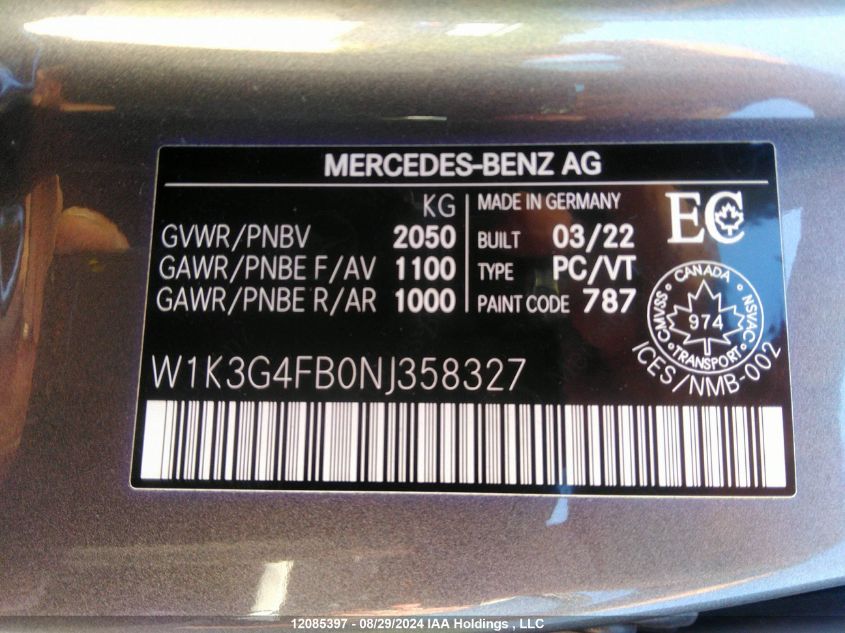 MERCEDES-BENZ AG
KG
GVWR/PNBV 2050
GAWR/PNBE F/AV 1100
GAWR/PNBE R/AR 1000
MADE IN GERMANY
BUILT 03/22
TYPE PC/VT
PAINT CODE 787
EC
CANADA
CMVSS 974 NSVAC
TRANSPORT
ICES/NMB-002
W1K3G4FB0NJ358327
12085397 - 08/29/2024 IAA Holdings , LLC